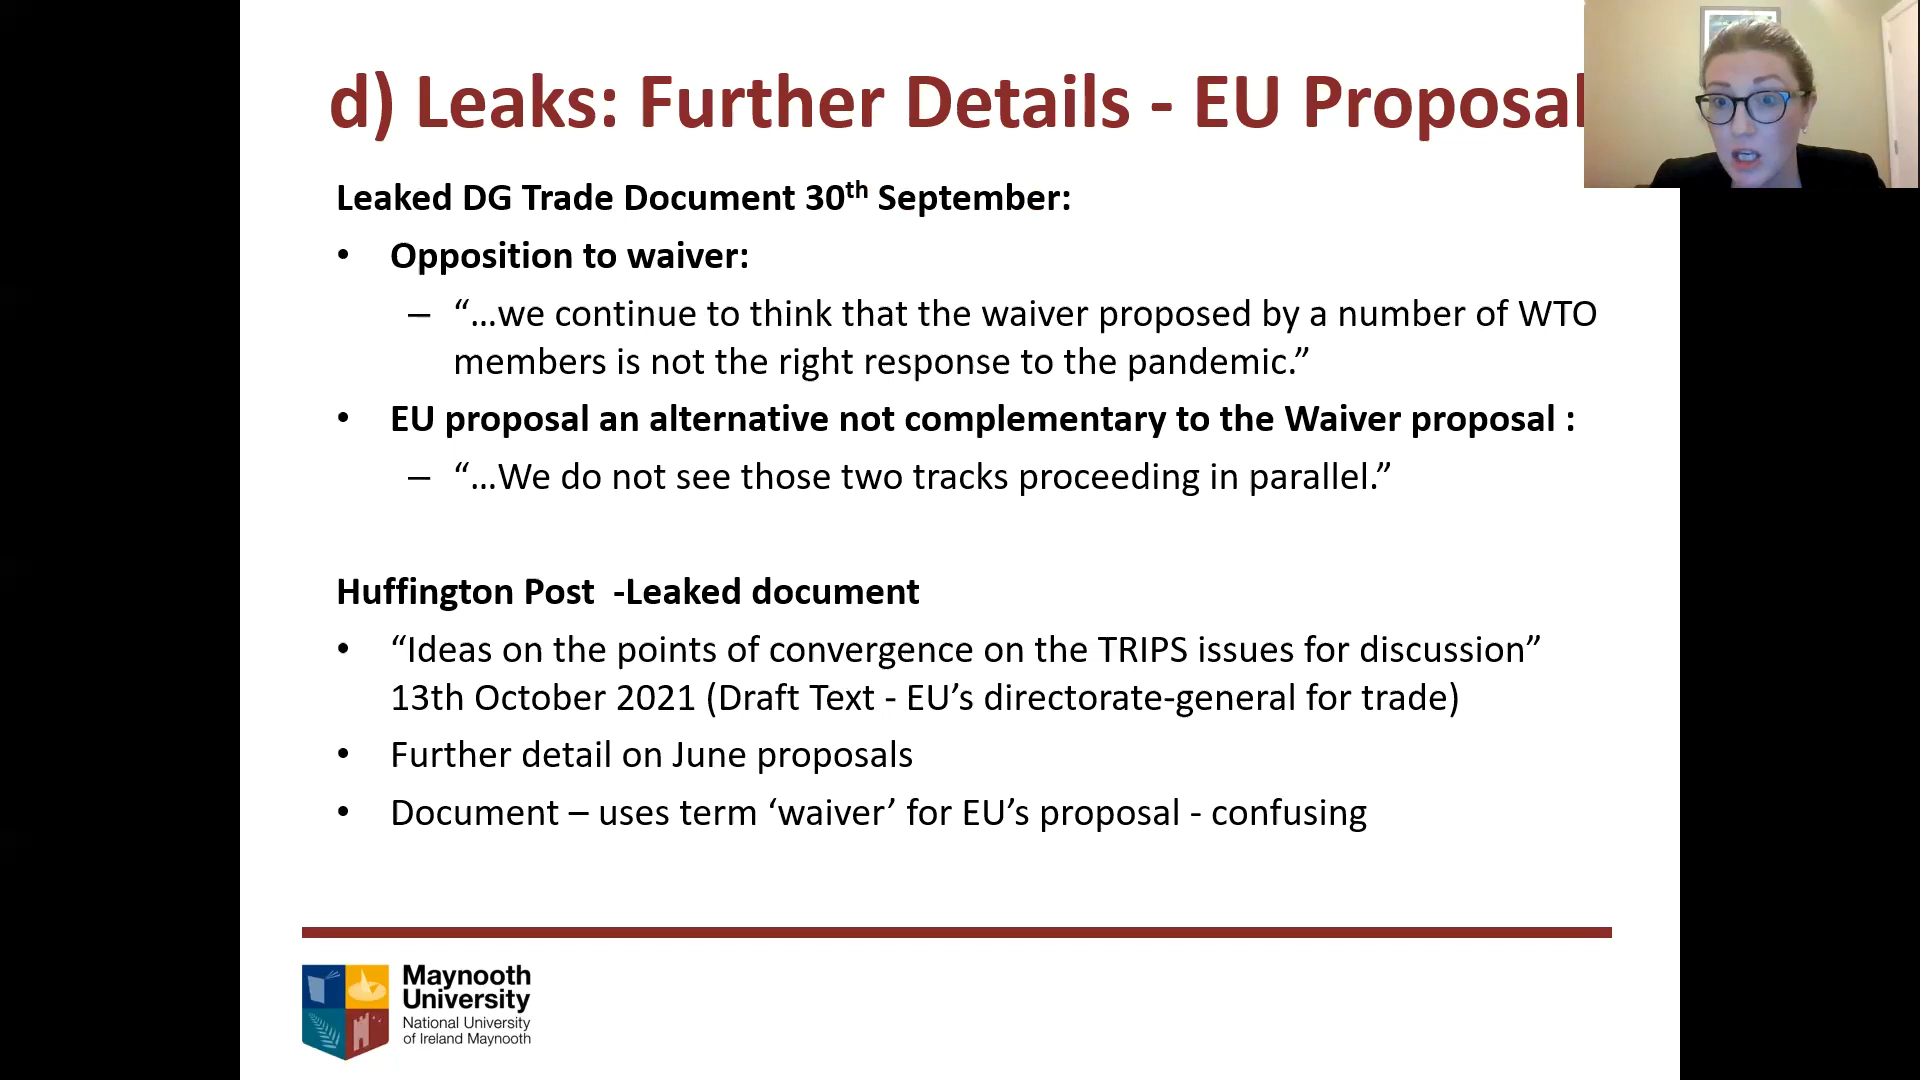 d) Leaks: Further Details - EU Proposal
Leaked DG Trade Document 30th September:
• Opposition to waiver:
– “…we continue to think that the waiver proposed by a number of WTO
members is not the right response to the pandemic.”
• EU proposal an alternative not complementary to the Waiver proposal :
– “…We do not see those two tracks proceeding in parallel.”
Huffington Post -Leaked document
• “Ideas on the points of convergence on the TRIPS issues for discussion”
13th October 2021 (Draft Text - EU’s directorate-general for trade)
• Further detail on June proposals
• Document – uses term ‘waiver’ for EU’s proposal - confusing
Maynooth
University
National University
of Ireland Maynooth